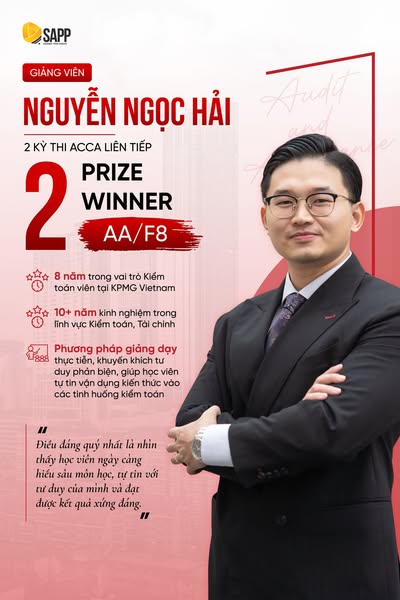 SAPP
GIẢNG VIÊN
NGUYỄN NGỌC HẢI
2 KỲ THI ACCA LIÊN TIẾP
2 PRIZE
WINNER
AA/F8
8 năm trong vai trò Kiểm
toán viên tại KPMG Vietnam
10+ năm kinh nghiệm trong
lĩnh vực Kiểm toán, Tài chính
Phương pháp giảng dạy
thực tiễn, khuyến khích tư
duy phản biện, giúp học viên
tự tin vận dụng kiến thức vào
các tình huống kiểm toán
"
Điều đáng quý nhất là nhìn
thấy học viên ngày càng
hiểu sâu môn học, tự tin với
tư duy của mình và đạt
được kết quả xứng đáng.
"
Audit
and